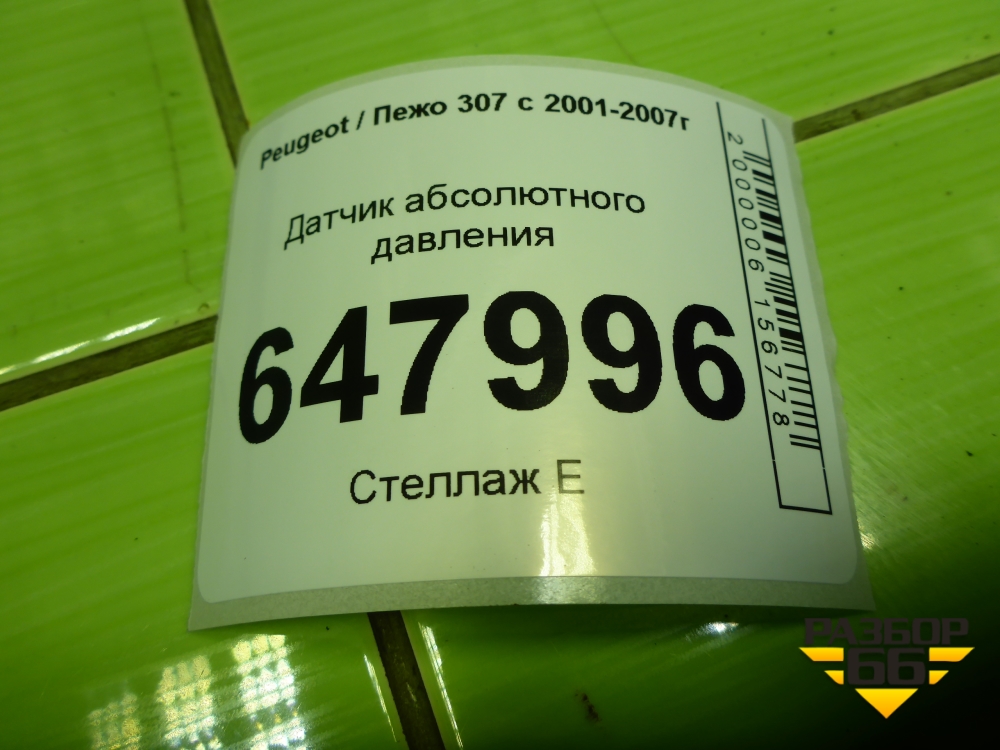 Peugeot / Пежо 307 с 2001-2007г
Датчик абсолютного
давления
647996
Стеллаж Е
2000006156778
РАЗБОР
66